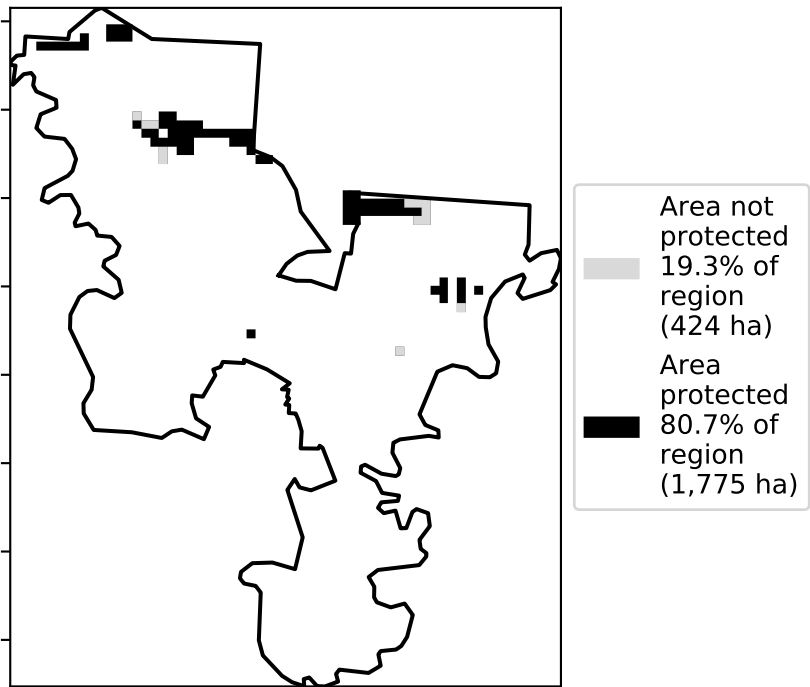 Area not
protected
19.3% of
region
(424 ha)
Area
protected
80.7% of
region
(1,775 ha)